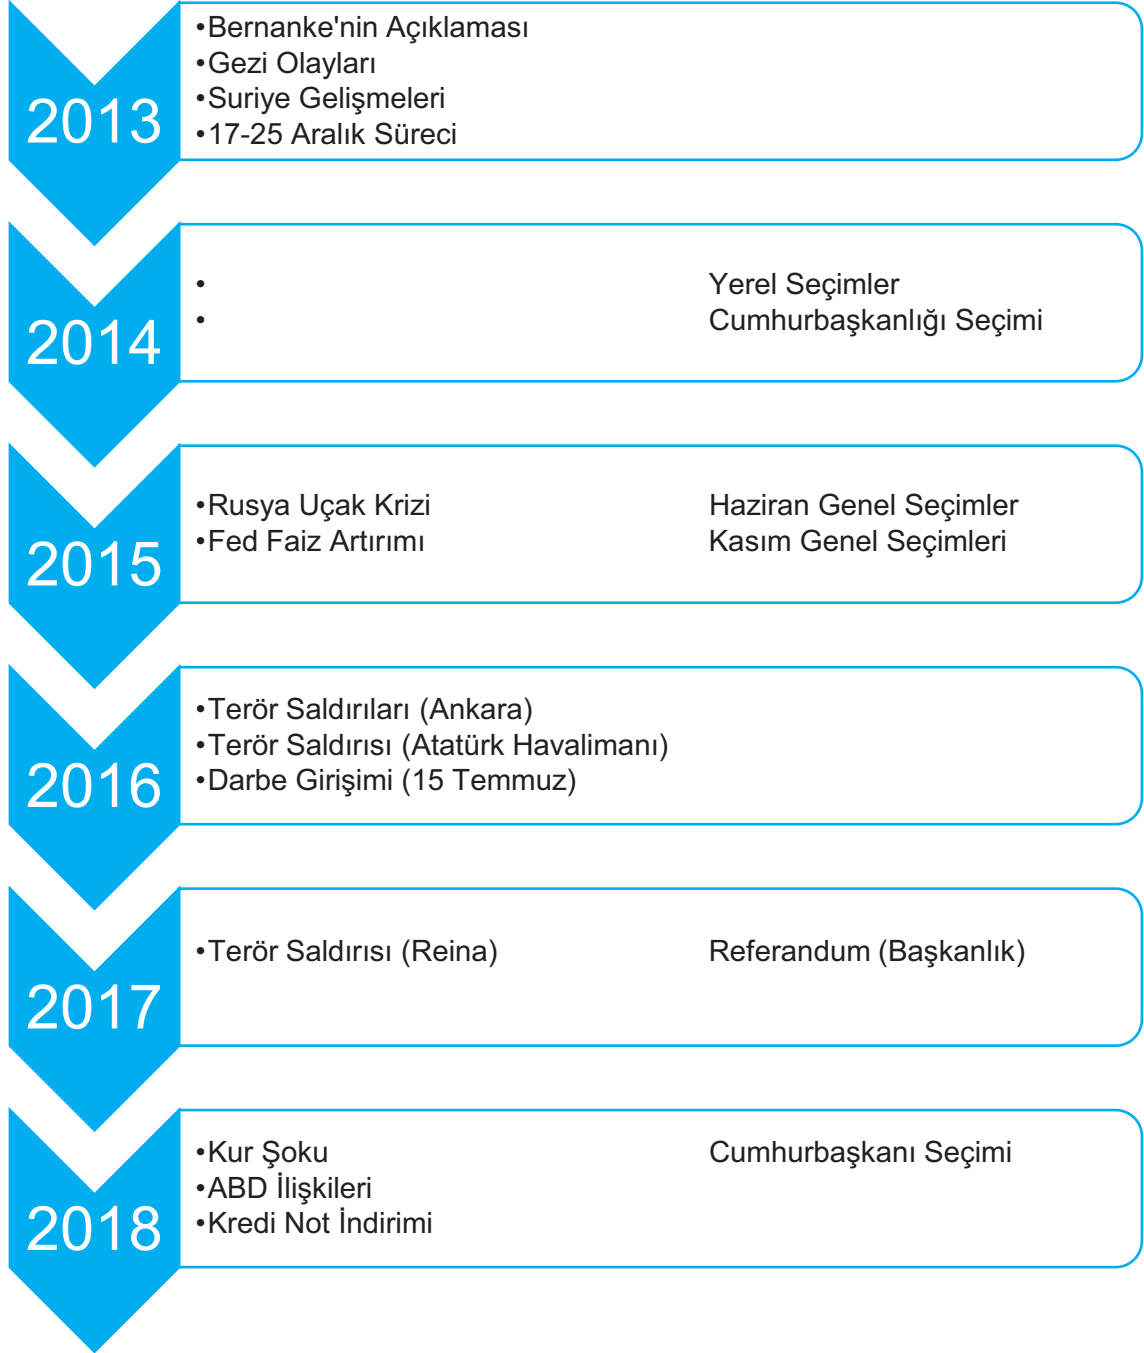 2013
•Bernanke'nin Açıklaması
•Gezi Olayları
•Suriye Gelişmeleri
•17-25 Aralık Süreci
2014
• Yerel Seçimler
• Cumhurbaşkanlığı Seçimi
2015
•Rusya Uçak Krizi Haziran Genel Seçimler
•Fed Faiz Artırımı Kasım Genel Seçimleri
2016
•Terör Saldırıları (Ankara)
•Terör Saldırısı (Atatürk Havalimanı)
•Darbe Girişimi (15 Temmuz)
2017
•Terör Saldırısı (Reina) Referandum (Başkanlık)
2018
•Kur Şoku Cumhurbaşkanı Seçimi
•ABD İlişkileri
•Kredi Not İndirimi